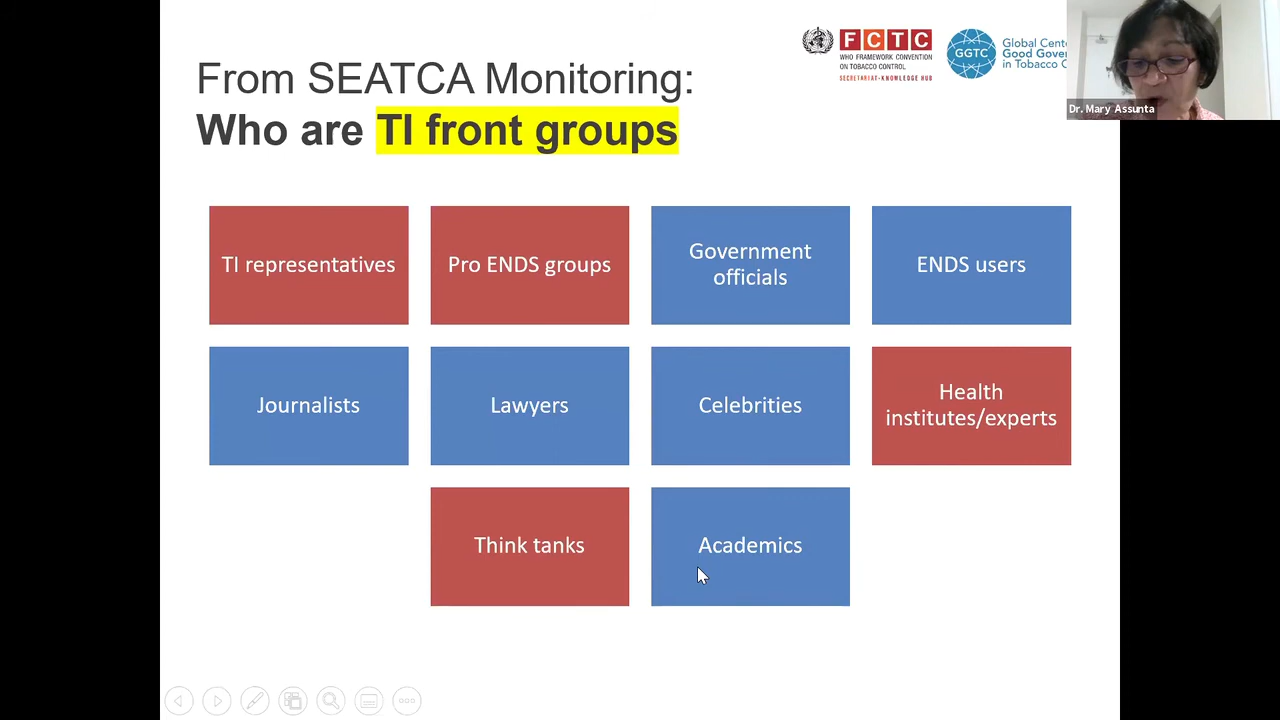 FCTC
WHO FRAMEWORK CONVENTION
ON TOBACCO CONTROL
SECRETARIAT-KNOWLEDGE HUB
GGTC
Global Cent
Good Gover
in Tobacco C
Dr. Mary Assunta
From SEATCA Monitoring:
Who are TI front groups
TI representatives
Pro ENDS groups
Government
officials
ENDS users
Journalists
Lawyers
Celebrities
Health
institutes/experts
Think tanks
Academics